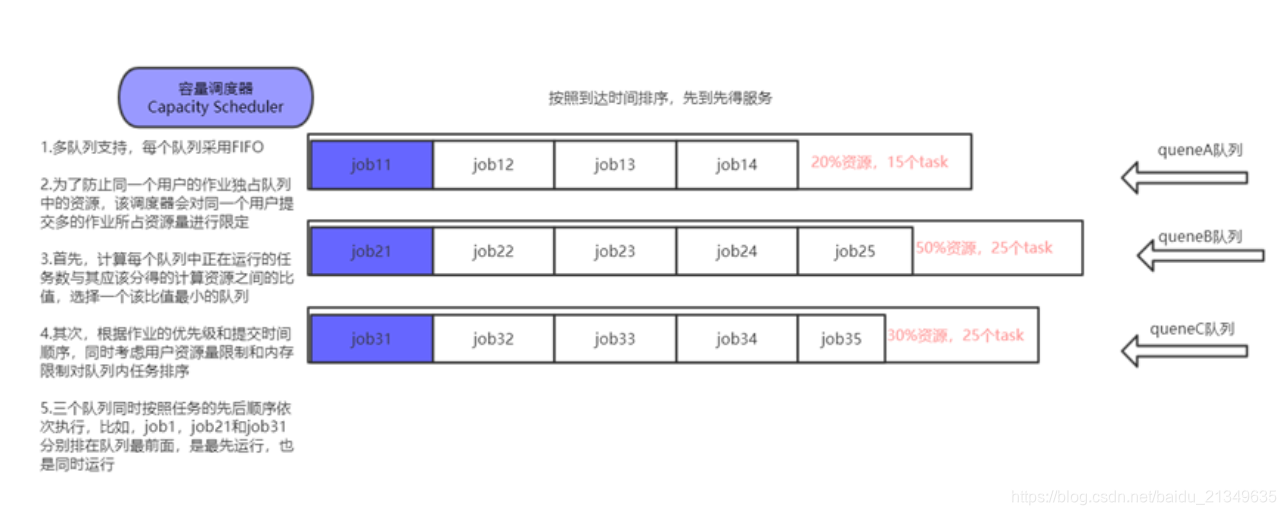 容量调度器
Capacity Scheduler
按照到达时间排序，先到先得服务
1.多队列支持，每个队列采用FIFO
2.为了防止同一个用户的作业独占队列
中的资源，该调度器会对同一个用户提
交多的作业所占资源量进行限定
3.首先，计算每个队列中正在运行的任
务数与其应该分得的计算资源之间的比
值，选择一个该比值最小的队列
4.其次，根据作业的优先级和提交时间
顺序，同时考虑用户资源量限制和内存
限制对队列内任务排序
5.三个队列同时按照任务的先后顺序依
次执行，比如，job1，job21和job31
分别排在队列最前面，是最先运行，也
是同时运行
job11 job12 job13 job14 20%资源，15个task
queneA队列
job21 job22 job23 job24 job25 50%资源，25个task
queneB队列
job31 job32 job33 job34 job35 30%资源，25个task
queneC队列
https://blog.csdn.net/baidu_21349635